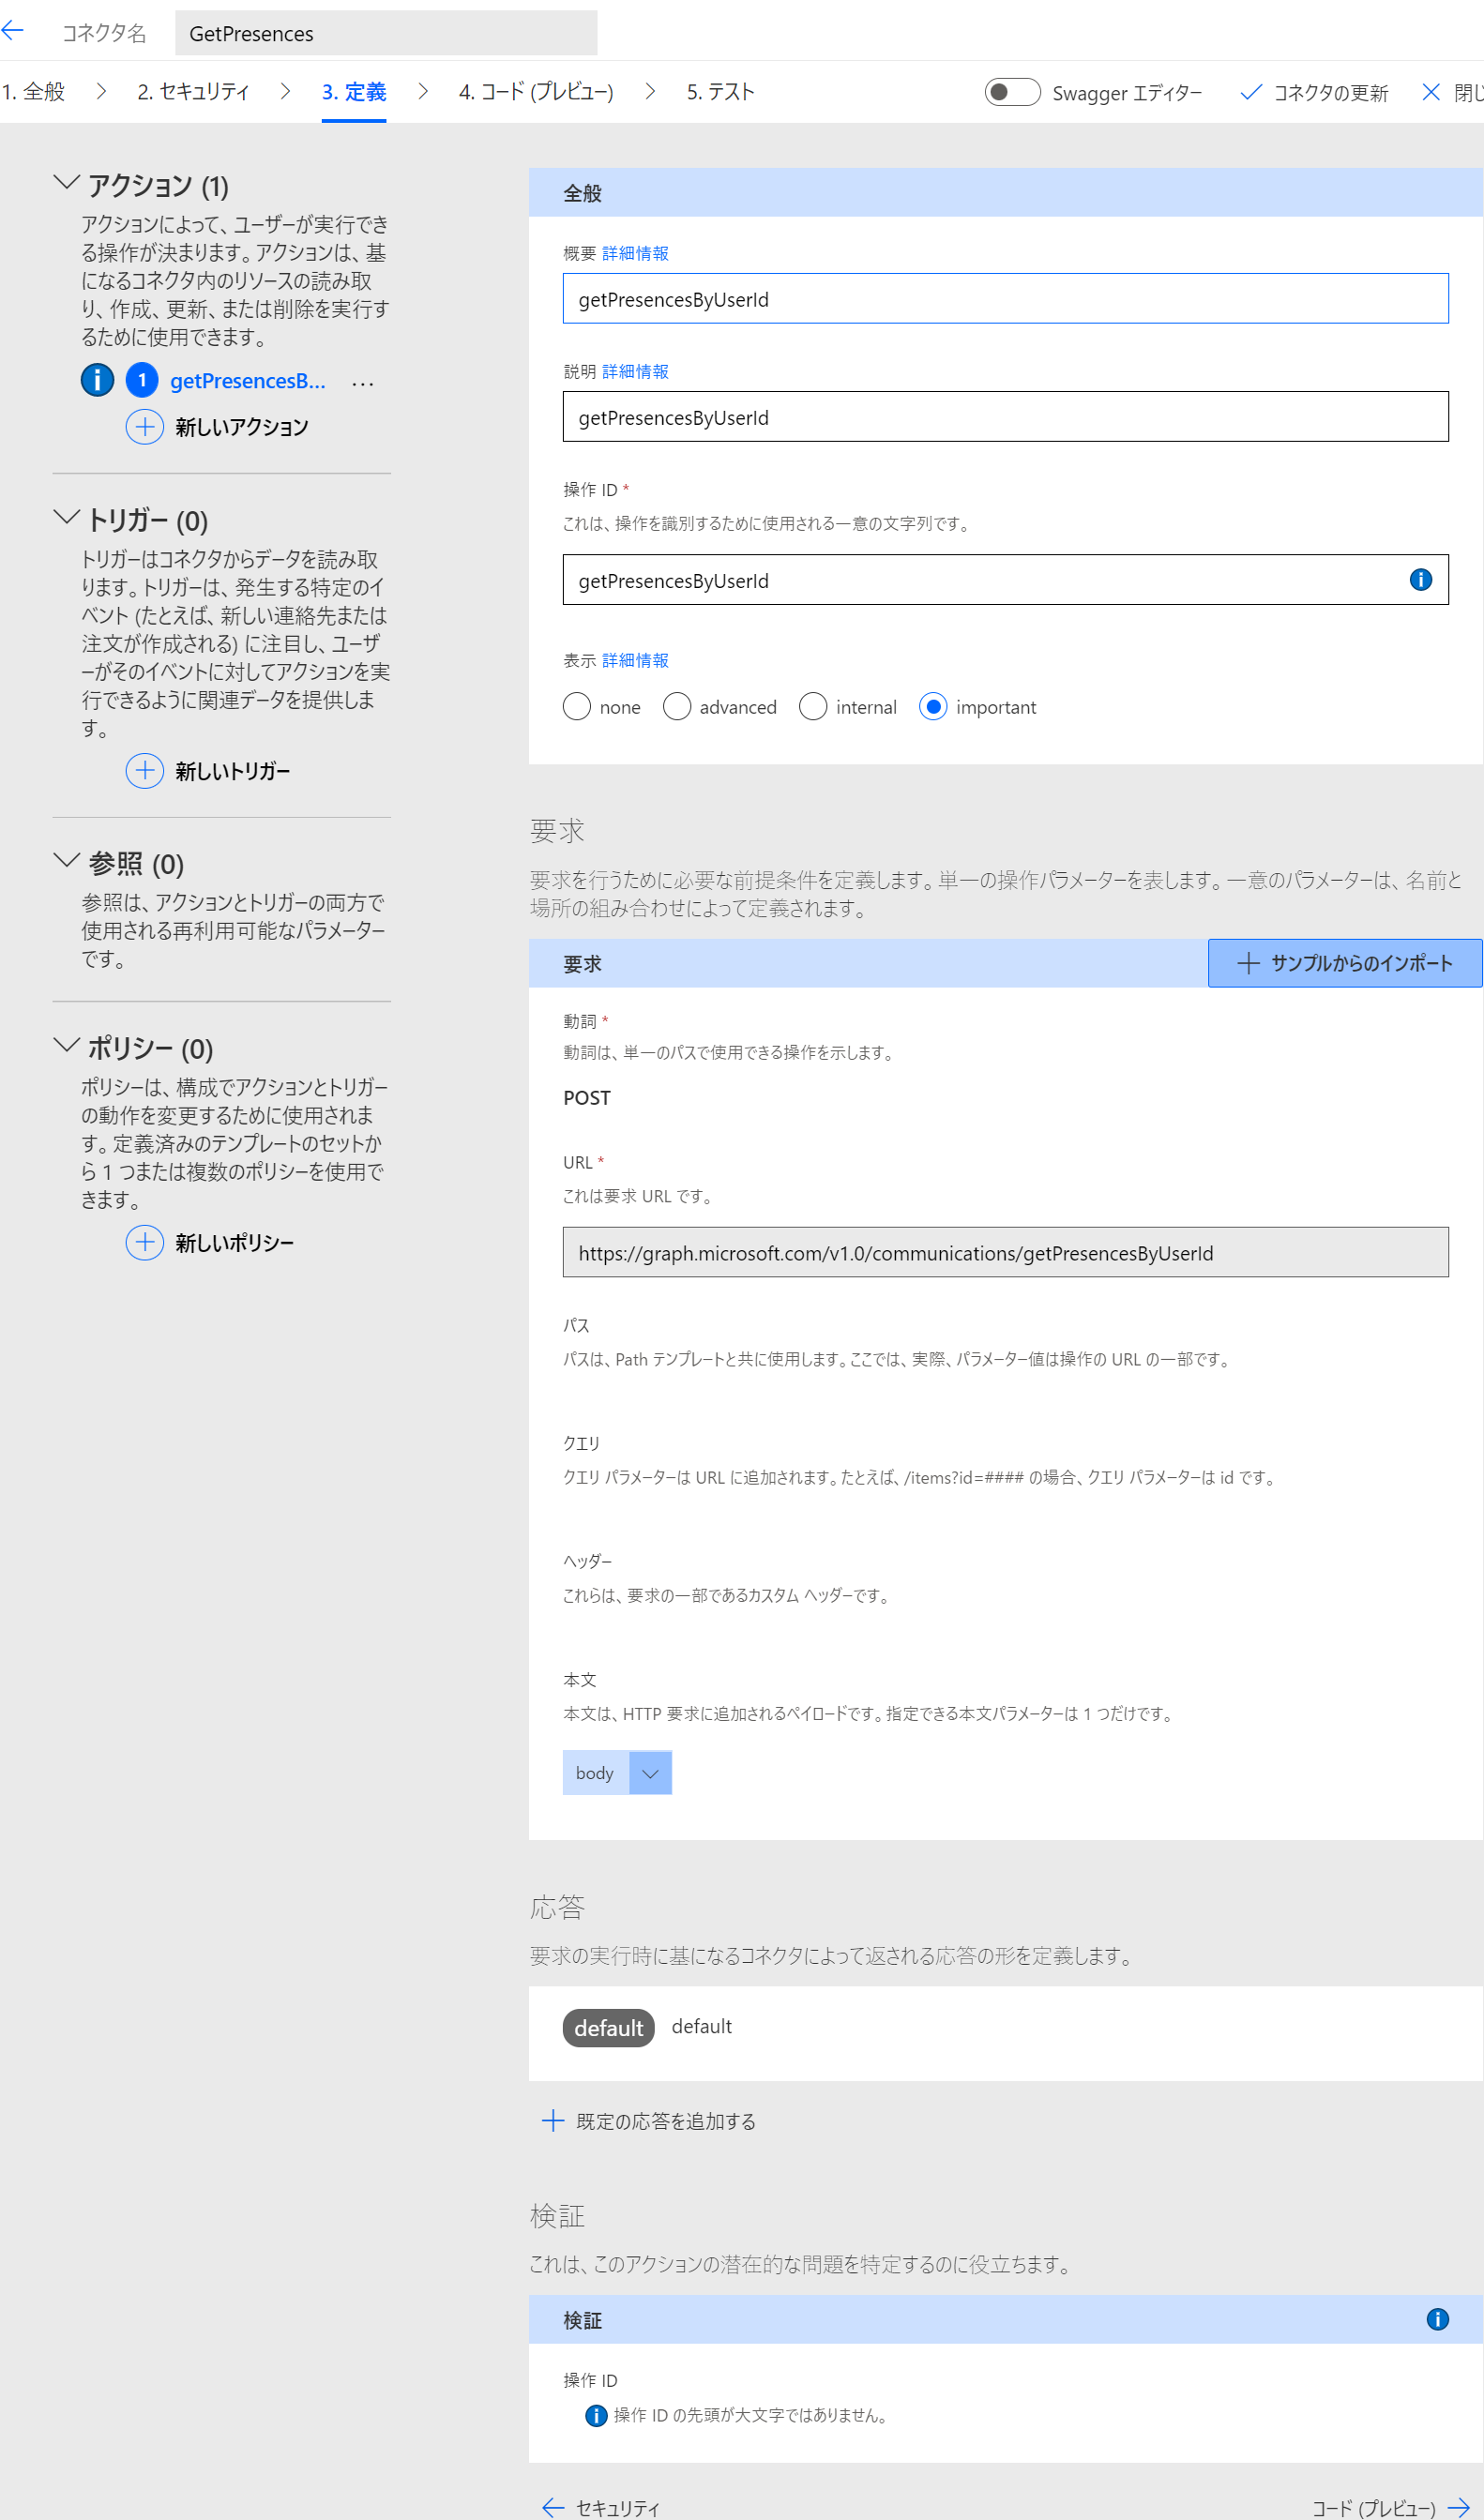 コネクタ名 GetPresences
1. 全般 2. セキュリティ 3. 定義 4. コード (プレビュー) 5. テスト Swagger エディター コネクタの更新
アクション (1)
アクションによって、ユーザーが実行でき
る操作が決まります。アクションは、基
になるコネクタ内のリソースの読み取
り、作成、更新、または削除を実行す
るために使用できます。
1 getPresencesB... ...
新しいアクション
トリガー (0)
トリガーはコネクタからデータを読み取
ります。トリガーは、発生する特定のイ
ベント (たとえば、新しい連絡先または
注文が作成される) に注目し、ユーザ
ーがそのイベントに対してアクションを実
行できるように関連データを提供しま
す。
新しいトリガー
参照 (0)
参照は、アクションとトリガーの両方で
使用される再利用可能なパラメーター
です。
ポリシー (0)
ポリシーは、構成でアクションとトリガー
の動作を変更するために使用されま
す。定義済みのテンプレートのセットか
ら 1 つまたは複数のポリシーを使用で
きます。
新しいポリシー
全般
概要 詳細情報
getPresencesByUserId
説明 詳細情報
getPresencesByUserId
操作 ID *
これは、操作を識別するために使用される一意の文字列です。
getPresencesByUserId
表示 詳細情報
none advanced internal important
要求
要求を行うために必要な前提条件を定義します。単一の操作パラメーターを表します。一意のパラメーターは、名前と
場所の組み合わせによって定義されます。
要求 サンプルからのインポート
動詞 *
動詞は、単一のパスで使用できる操作を示します。
POST
URL *
これは要求 URL です。
https://graph.microsoft.com/v1.0/communications/getPresencesByUserId
パス
パスは、Path テンプレートと共に使用します。ここでは、実際、パラメーター値は操作の URL の一部です。
クエリ
クエリ パラメーターは URL に追加されます。たとえば、/items?id=#### の場合、クエリ パラメーターは id です。
ヘッダー
これらは、要求の一部であるカスタム ヘッダーです。
本文
本文は、HTTP 要求に追加されるペイロードです。指定できる本文パラメーターは 1 つだけです。
body
応答
要求の実行時に基になるコネクタによって返される応答の形を定義します。
default default
既定の応答を追加する
検証
これは、このアクションの潜在的な問題を特定するのに役立ちます。
検証
操作 ID
操作 ID の先頭が大文字ではありません。
セキュリティ コード (プレビュー)